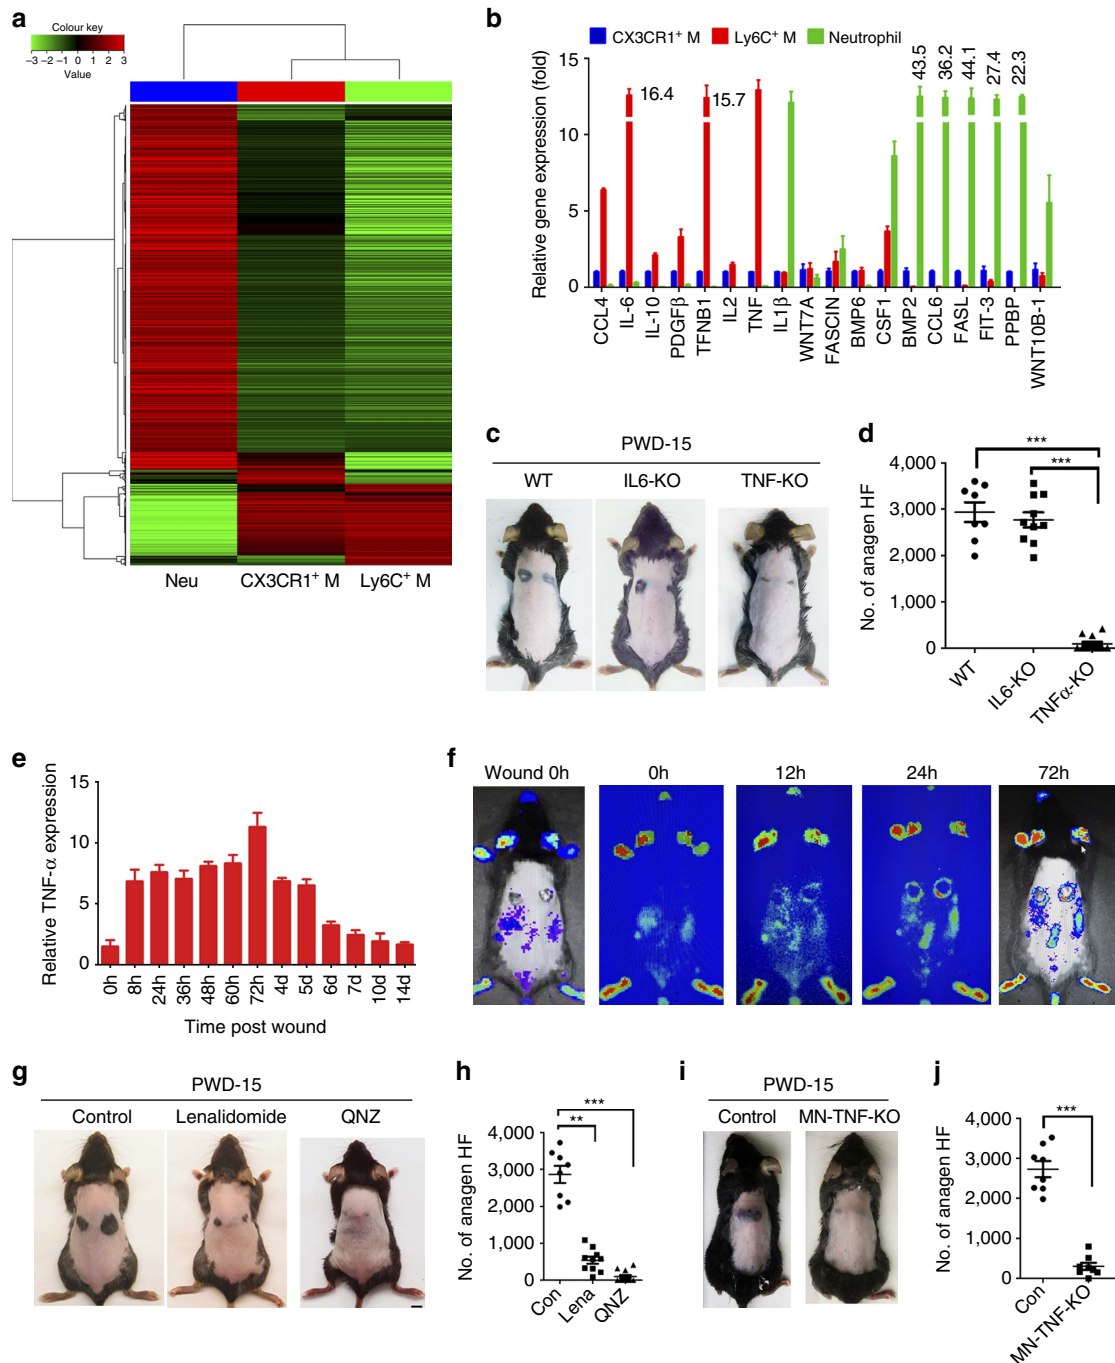 a
Colour key
−3 −2 −1 0 1 2 3
Value
Neu CX3CR1⁺ M Ly6C⁺ M
b
CX3CR1⁺ M Ly6C⁺ M Neutrophil
Relative gene expression (fold)
15
10
5
0
16.4 15.7 43.5 36.2 44.1 27.4 22.3
CCL4 IL-6 IL-10 PDGFβ TFNB1 IL2 TNF IL1β WNT7A FASCIN BMP6 CSF1 BMP2 CCL6 FASL FIT-3 PPBP WNT10B-1
c
PWD-15
WT IL6-KO TNF-KO
d
No. of anagen HF
4,000
3,000
2,000
1,000
0
*** 
***
WT IL6-KO TNFα-KO
e
Relative TNF-α expression
15
10
5
0
0h 8h 24h 36h 48h 60h 72h 4d 5d 6d 7d 10d 14d
Time post wound
f
Wound 0h 0h 12h 24h 72h
g
PWD-15
Control Lenalidomide QNZ
h
No. of anagen HF
4,000
3,000
2,000
1,000
0
***
**
Con Lena QNZ
i
PWD-15
Control MN-TNF-KO
j
No. of anagen HF
4,000
3,000
2,000
1,000
0
***
Con MN-TNF-KO